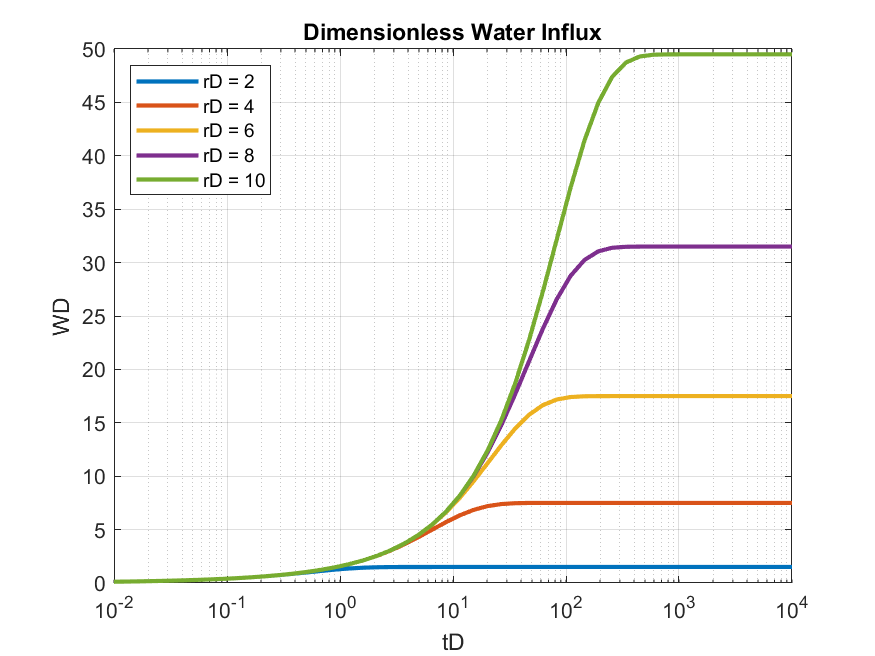 Dimensionless Water Influx
50
45
40
35
30
25
20
15
10
5
0
WD
rD = 2
rD = 4
rD = 6
rD = 8
rD = 10
10⁻² 10⁻¹ 10⁰ 10¹ 10² 10³ 10⁴
tD